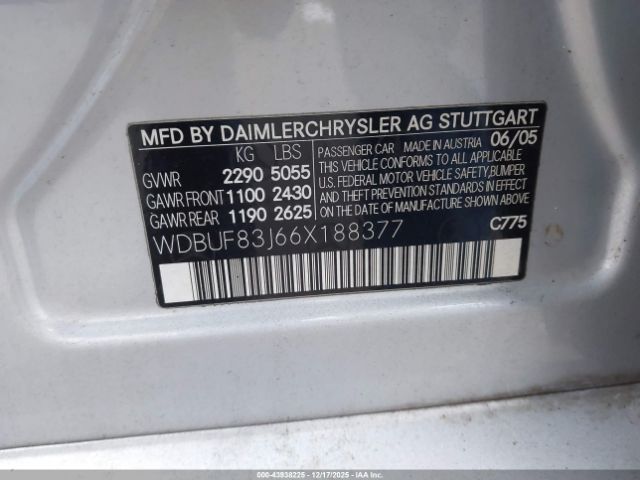 MFD BY DAIMLERCHRYSLER AG STUTTGART
KG LBS
GVWR 2290 5055
GAWR FRONT 1100 2430
GAWR REAR 1190 2625
PASSENGER CAR MADE IN AUSTRIA 06/05
THIS VEHICLE CONFORMS TO ALL APPLICABLE
U.S. FEDERAL MOTOR VEHICLE SAFETY,BUMPER
AND THEFT PREVENTION STANDARDS IN EFFECT
ON THE DATE OF MANUFACTURE SHOWN ABOVE.
C775
WDBUF83J66X188377
000-43938225 - 12/17/2025 - COPART.CA